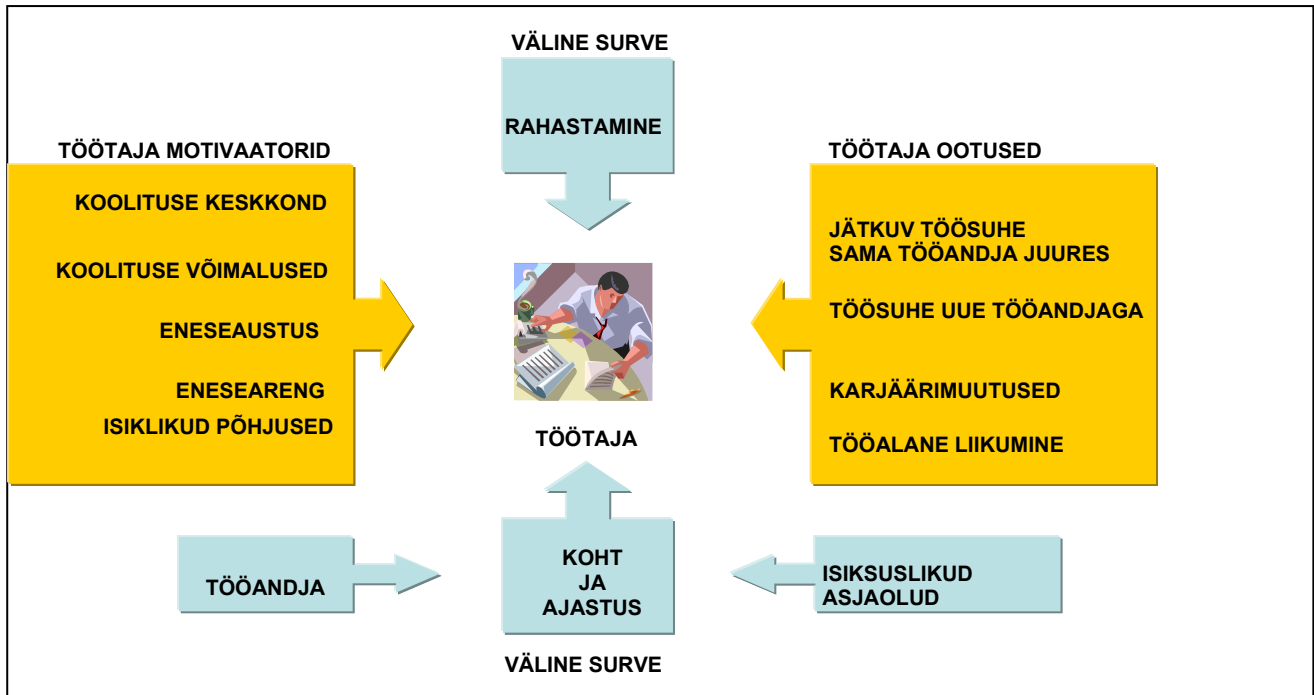 VÄLINE SURVE
RAHASTAMINE
TÖÖTAJA MOTIVAATORID
KOOLITUSE KESKKOND
KOOLITUSE VÕIMALUSED
ENESEAUSTUS
ENESEARENG
ISIKLIKUD PÕHJUSED
TÖÖTAJA OOTUSED
JÄTKUV TÖÖSUHE
SAMA TÖÖANDJA JUURES
TÖÖSUHE UUE TÖÖANDJAGA
KARJÄÄRIMUUTUSED
TÖÖALANE LIIKUMINE
TÖÖTAJA
TÖÖANDJA
KOHT
JA
AJASTUS
ISIKSUSLIKUD
ASJAOLUD
VÄLINE SURVE